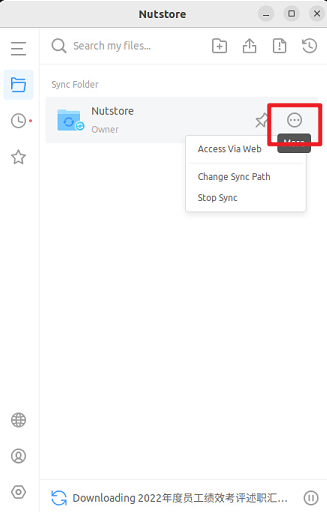 Nutstore
Search my files...
Sync Folder
Nutstore
Owner
More
Access Via Web
Change Sync Path
Stop Sync
Downloading 2022年度员工绩效考评述职汇...